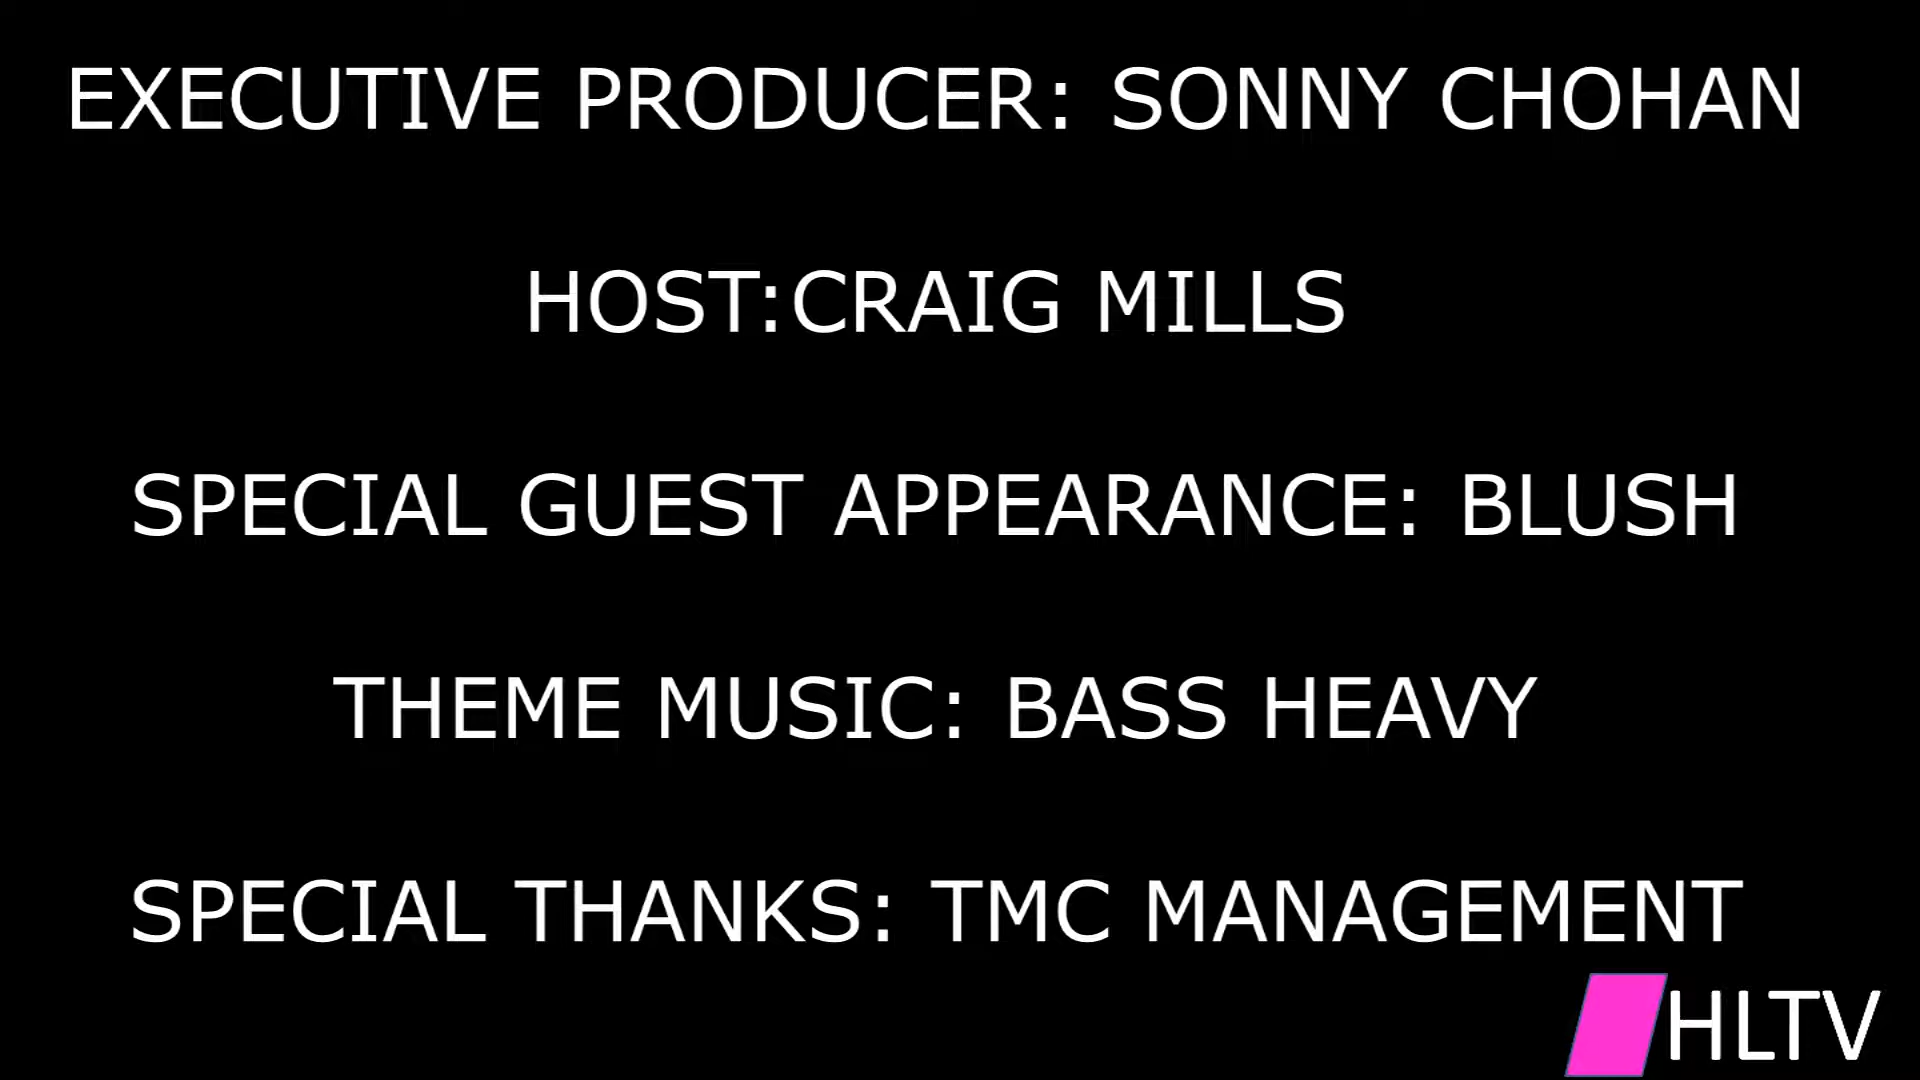 EXECUTIVE PRODUCER: SONNY CHOHAN
HOST:CRAIG MILLS
SPECIAL GUEST APPEARANCE: BLUSH
THEME MUSIC: BASS HEAVY
SPECIAL THANKS: TMC MANAGEMENT
HLTV